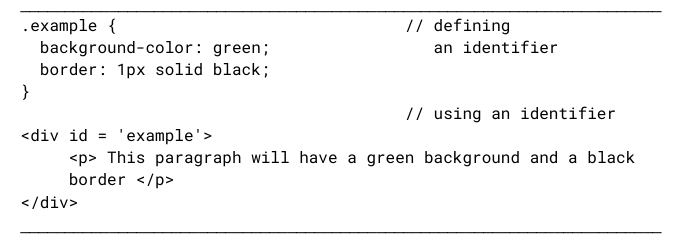 .example {                              // defining
  background-color: green;                 an identifier
  border: 1px solid black;
}
                                        // using an identifier
<div id = 'example'>
     <p> This paragraph will have a green background and a black
     border </p>
</div>